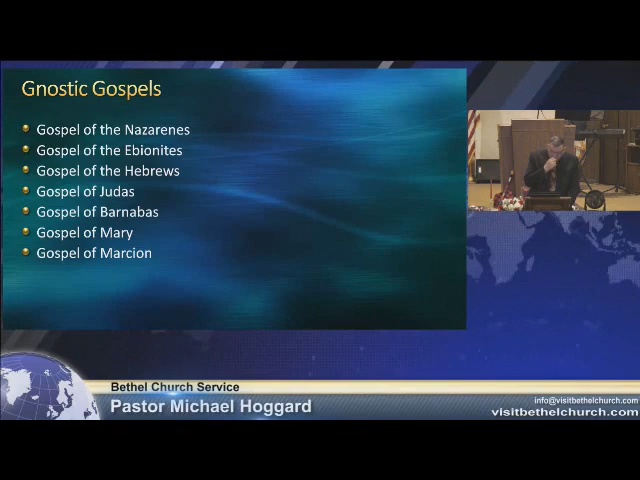 Gnostic Gospels
Gospel of the Nazarenes
Gospel of the Ebionites
Gospel of the Hebrews
Gospel of Judas
Gospel of Barnabas
Gospel of Mary
Gospel of Marcion
Bethel Church Service
Pastor Michael Hoggard
info@visitbethelchurch.com
visitbethelchurch.com